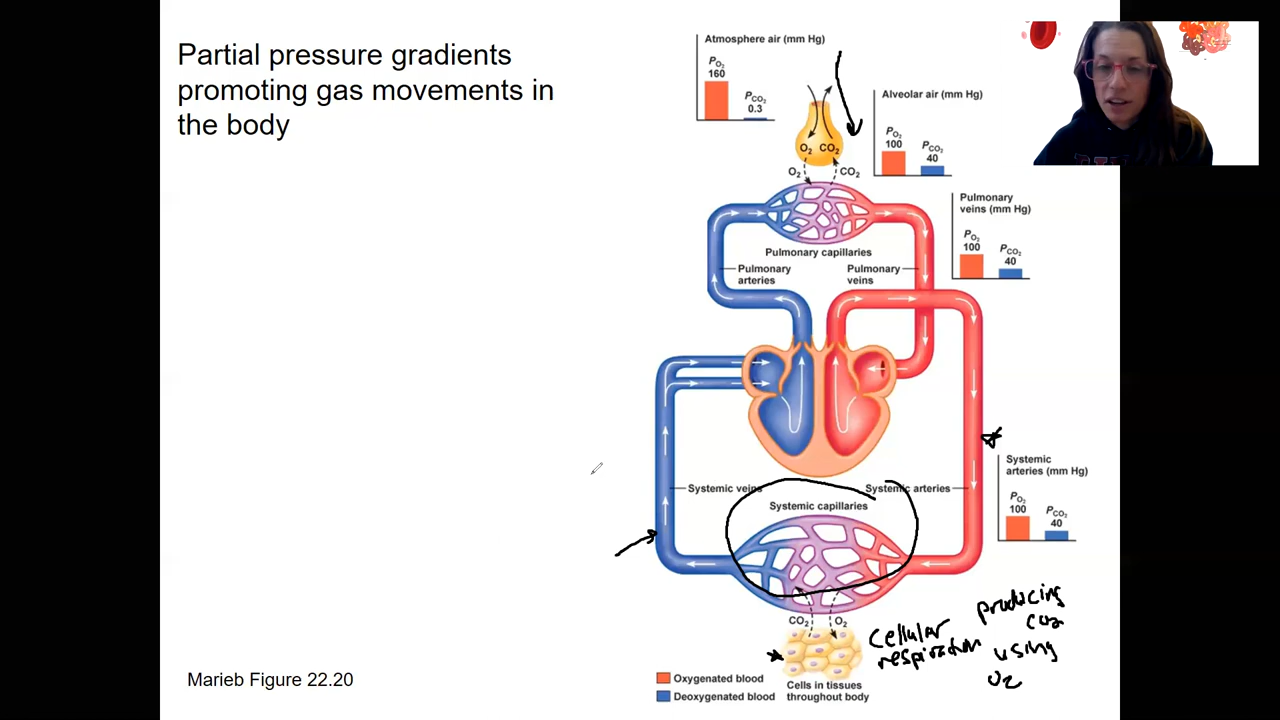 Partial pressure gradients
promoting gas movements in
the body
Atmosphere air (mm Hg)
PO2
160
PCO2
0.3
Alveolar air (mm Hg)
PO2
100
PCO2
40
O2 CO2
O2 CO2
Pulmonary
veins (mm Hg)
PO2
100
PCO2
40
Pulmonary capillaries
Pulmonary
arteries
Pulmonary
veins
Systemic
arteries (mm Hg)
PO2
100
PCO2
40
Systemic veins
Systemic arteries
Systemic capillaries
CO2 O2
Cellular
respiration
producing
CO2
using
O2
Cells in tissues
throughout body
Oxygenated blood
Deoxygenated blood
Marieb Figure 22.20